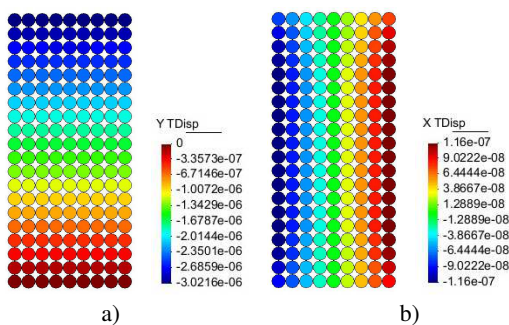 Y TDisp
0
-3.3573e-07
-6.7146e-07
-1.0072e-06
-1.3429e-06
-1.6787e-06
-2.0144e-06
-2.3501e-06
-2.6859e-06
-3.0216e-06
X TDisp
1.16e-07
9.0222e-08
6.4444e-08
3.8667e-08
1.2889e-08
-1.2889e-08
-3.8667e-08
-6.4444e-08
-9.0222e-08
-1.16e-07
a)
b)